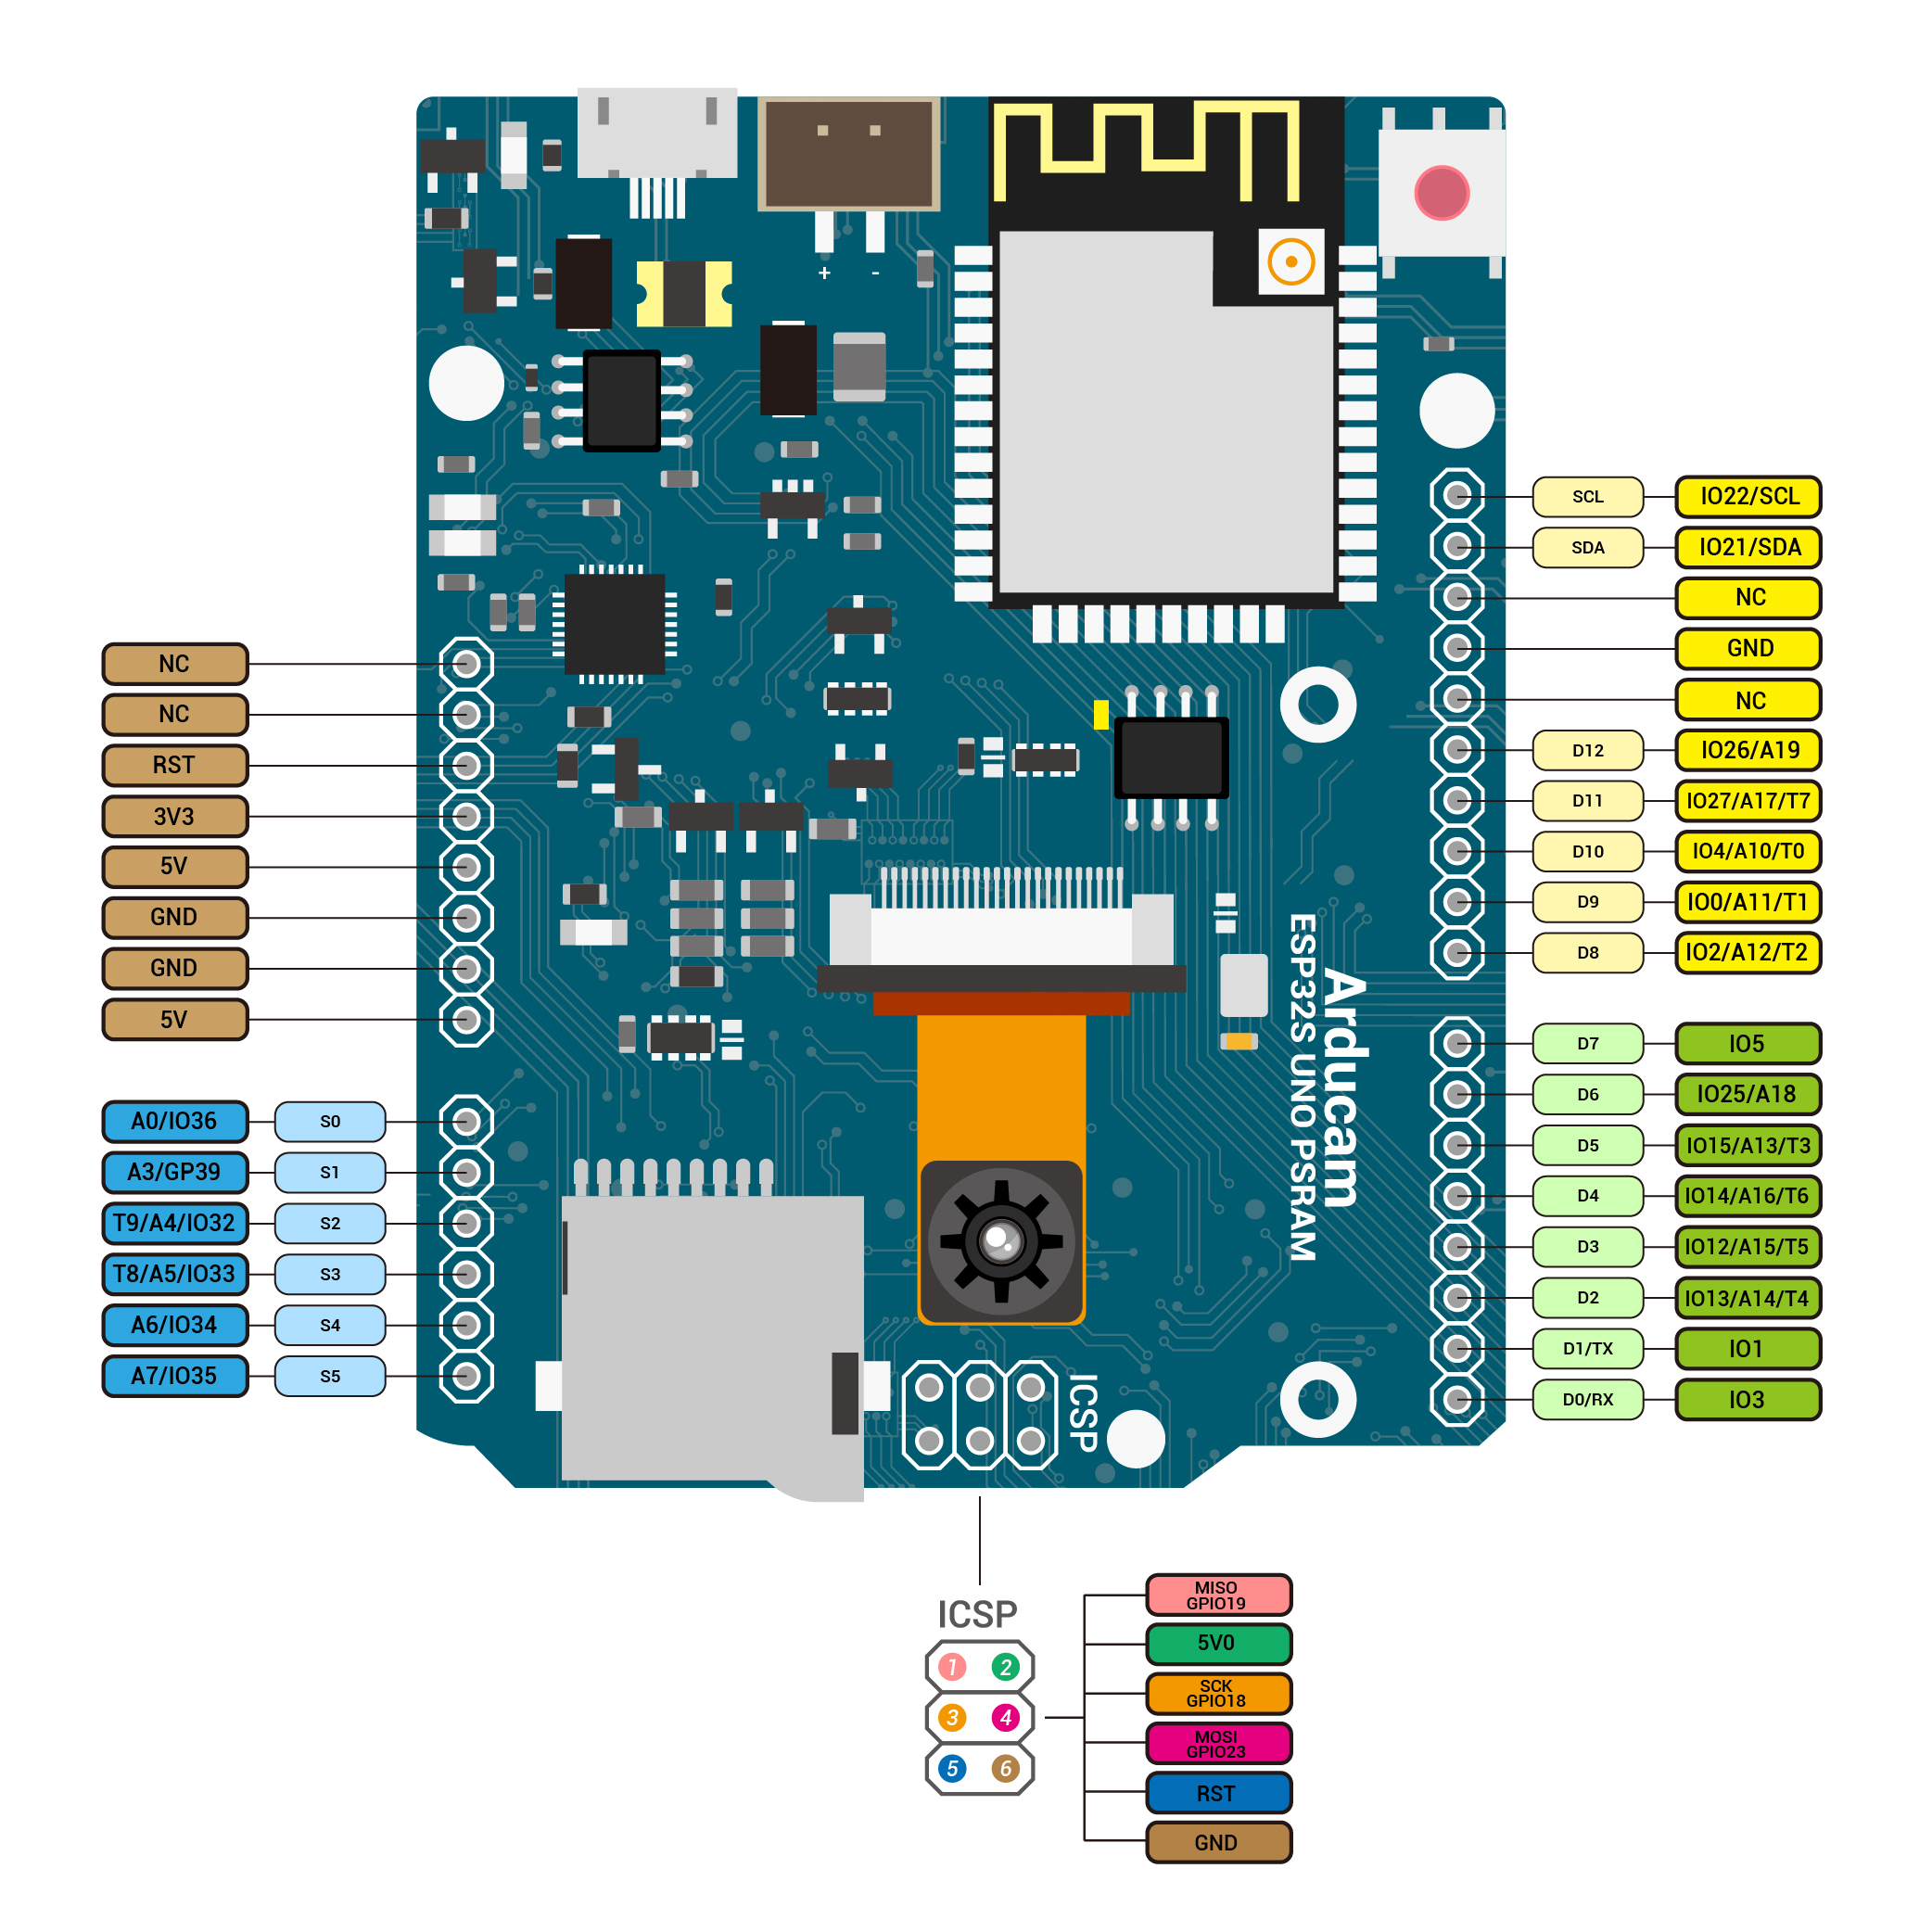 + -
SCL IO22/SCL
SDA IO21/SDA
NC
GND
NC
D12 IO26/A19
D11 IO27/A17/T7
D10 IO4/A10/T0
D9 IO0/A11/T1
D8 IO2/A12/T2
NC
NC
RST
3V3
5V
GND
GND
5V
D7 IO5
D6 IO25/A18
D5 IO15/A13/T3
D4 IO14/A16/T6
D3 IO12/A15/T5
D2 IO13/A14/T4
D1/TX IO1
D0/RX IO3
A0/IO36 S0
A3/GP39 S1
T9/A4/IO32 S2
T8/A5/IO33 S3
A6/IO34 S4
A7/IO35 S5
Arducam
ESP32S UNO PSRAM
ICSP
ICSP
1 2
3 4
5 6
MISO
GPIO19
5V0
SCK
GPIO18
MOSI
GPIO23
RST
GND